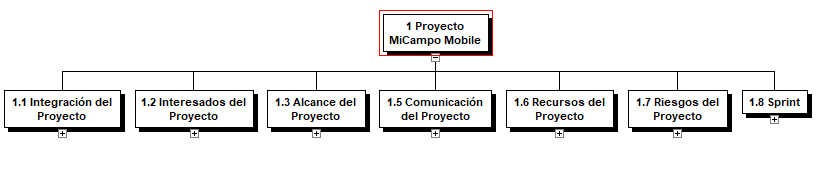 1 Proyecto
MiCampo Mobile
1.1 Integración del
Proyecto
1.2 Interesados del
Proyecto
1.3 Alcance del
Proyecto
1.5 Comunicación
del Proyecto
1.6 Recursos del
Proyecto
1.7 Riesgos del
Proyecto
1.8 Sprint